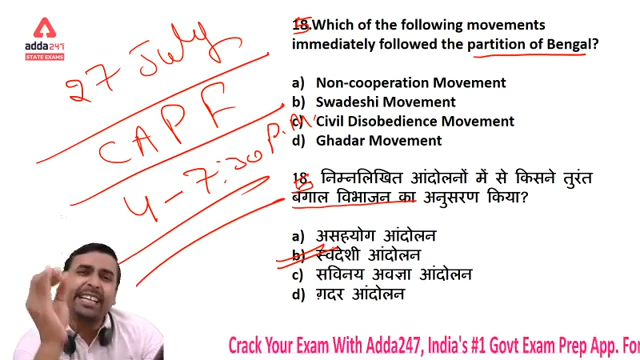 adda247
STATE EXAMS
27 July
CAPF
4 - 7:30 P.M.
18.Which of the following movements
immediately followed the partition of Bengal?
a) Non-cooperation Movement
b) Swadeshi Movement
c) Civil Disobedience Movement
d) Ghadar Movement
18. निम्नलिखित आंदोलनों में से किसने तुरंत
बंगाल विभाजन का अनुसरण किया?
a) असहयोग आंदोलन
b) स्वदेशी आंदोलन
c) सविनय अवज्ञा आंदोलन
d) ग़दर आंदोलन
Crack Your Exam With Adda247, India's #1 Govt Exam Prep App. Fo